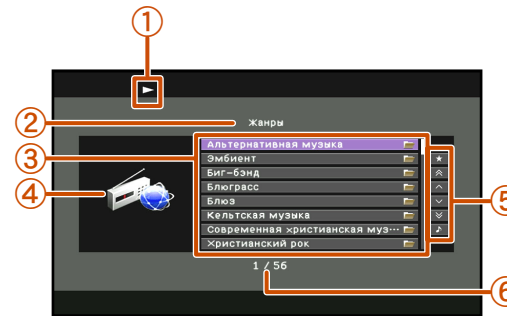 ①
② Жанры
③ Альтернативная музыка
Эмбиент
Биг-бэнд
④ Блюграсс
⑤
Блюз
Кельтская музыка
Современная христианская муз···
Христианский рок
1 / 56
⑥